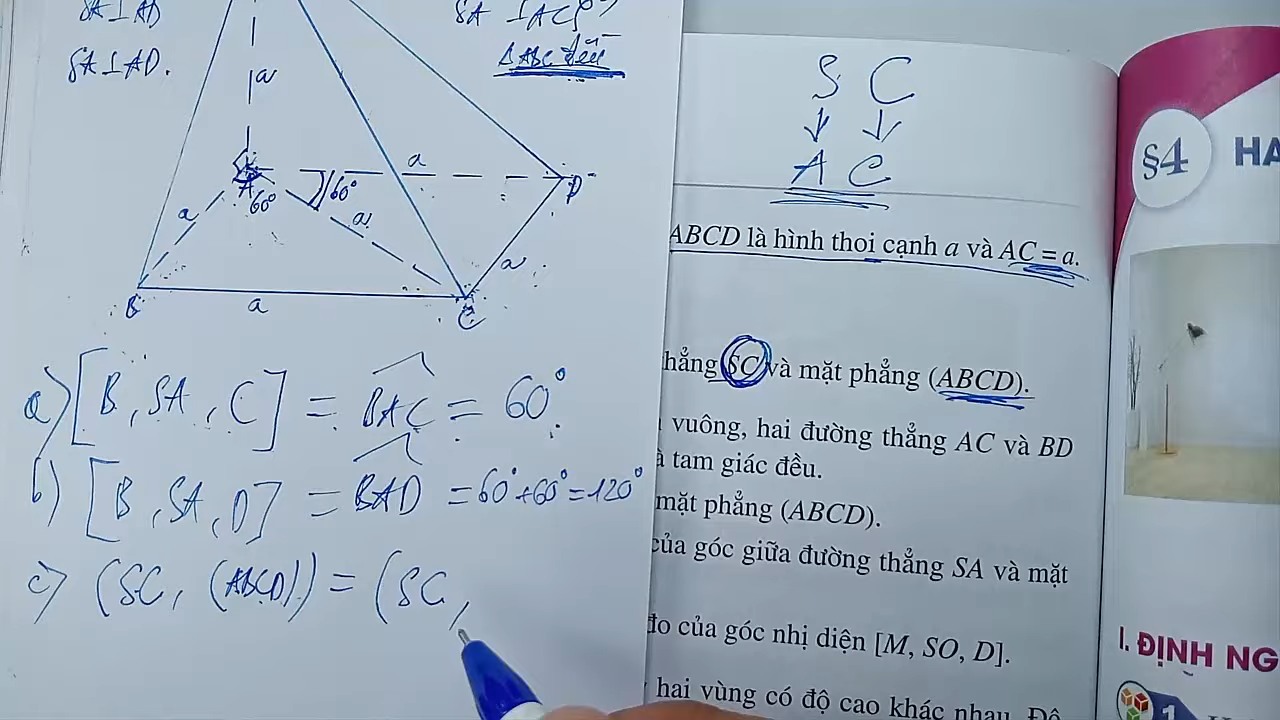 SA ⊥ AD
SA ⊥ AD.
SA ⊥ AC
△ABC đều
S C
↓ ↓
A C
a
a
A
60°
60°
a
a
a
a
B
C
D
a) [B, SA, C] = BAC = 60°
b) [B, SA, D] = BAD = 60° + 60° = 120°
c) (SC, (ABCD)) = (SC,
ABCD là hình thoi cạnh a và AC = a.
hẳng SC và mặt phẳng (ABCD).
vuông, hai đường thẳng AC và BD
à tam giác đều.
mặt phẳng (ABCD).
của góc giữa đường thẳng SA và mặt
đo của góc nhị diện [M, SO, D].
hai vùng có độ cao khác nhau. Độ
§4 HA
I. ĐỊNH NG
1